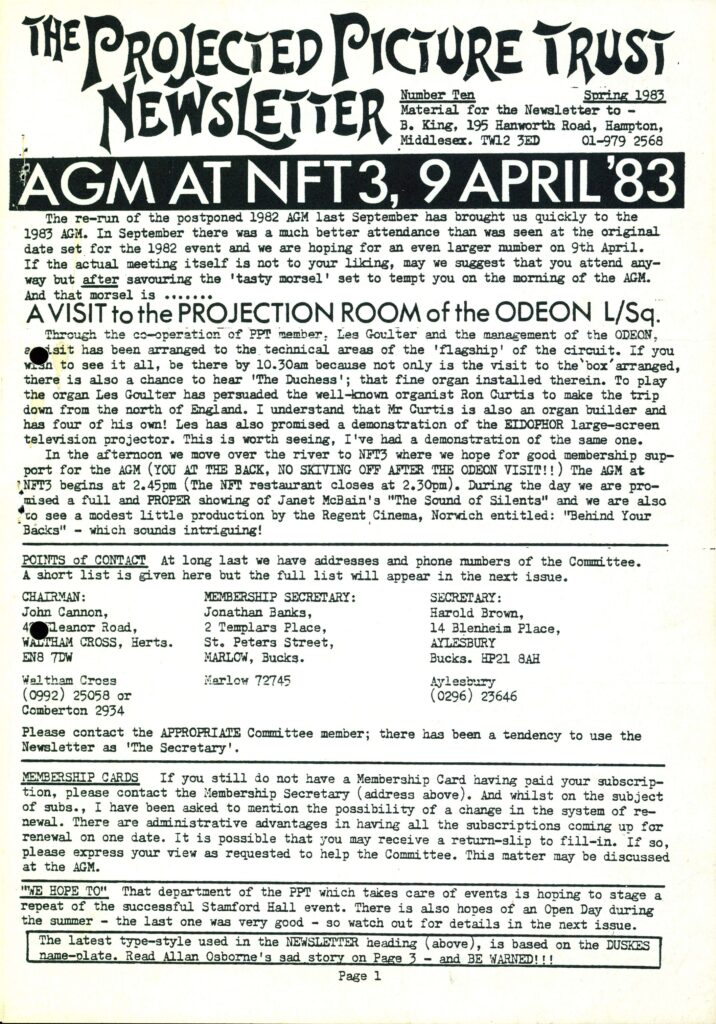 THE PROJECTED PICTURE TRUST
NEWSLETTER
Number Ten Spring 1983
Material for the Newsletter to -
B. King, 195 Hanworth Road, Hampton,
Middlesex. TW12 3ED 01-979 2568
AGM AT NFT 3, 9 APRIL '83
The re-run of the postponed 1982 AGM last September has brought us quickly to the
1983 AGM. In September there was a much better attendance than was seen at the original
date set for the 1982 event and we are hoping for an even larger number on 9th April.
If the actual meeting itself is not to your liking, may we suggest that you attend any-
way but after savouring the 'tasty morsel' set to tempt you on the morning of the AGM.
And that morsel is .......
A VISIT to the PROJECTION ROOM of the ODEON L/Sq.
Through the co-operation of PPT member, Les Goulter and the management of the ODEON,
a visit has been arranged to the technical areas of the 'flagship' of the circuit. If you
wish to see it all, be there by 10.30am because not only is the visit to the 'box' arranged,
there is also a chance to hear 'The Duchess'; that fine organ installed therein. To play
the organ Les Goulter has persuaded the well-known organist Ron Curtis to make the trip
down from the north of England. I understand that Mr Curtis is also an organ builder and
has four of his own! Les has also promised a demonstration of the EIDOPHOR large-screen
television projector. This is worth seeing, I've had a demonstration of the same one.
In the afternoon we move over the river to NFT3 where we hope for good membership sup-
port for the AGM (YOU AT THE BACK, NO SKIVING OFF AFTER THE ODEON VISIT!!) The AGM at
NFT3 begins at 2.45pm (The NFT restaurant closes at 2.30pm). During the day we are pro-
mised a full and PROPER showing of Janet McBain's "The Sound of Silents" and we are also
to see a modest little production by the Regent Cinema, Norwich entitled: "Behind Your
Backs" - which sounds intriguing!
POINTS of CONTACT At long last we have addresses and phone numbers of the Committee.
A short list is given here but the full list will appear in the next issue.
CHAIRMAN: MEMBERSHIP SECRETARY: SECRETARY:
John Cannon, Jonathan Banks, Harold Brown,
Eleanor Road, 2 Templars Place, 14 Blenheim Place,
WALTHAM CROSS, Herts. St. Peters Street, AYLESBURY
EN8 7DW MARLOW, Bucks. Bucks. HP21 8AH
Waltham Cross Marlow 72745 Aylesbury
(0992) 25058 or (0296) 23646
Comberton 2934
Please contact the APPROPRIATE Committee member; there has been a tendency to use the
Newsletter as 'The Secretary'.
MEMBERSHIP CARDS If you still do not have a Membership Card having paid your subscrip-
tion, please contact the Membership Secretary (address above). And whilst on the subject
of subs., I have been asked to mention the possibility of a change in the system of re-
newal. There are administrative advantages in having all the subscriptions coming up for
renewal on one date. It is possible that you may receive a return-slip to fill-in. If so,
please express your view as requested to help the Committee. This matter may be discussed
at the AGM.
"WE HOPE TO" That department of the PPT which takes care of events is hoping to stage a
repeat of the successful Stamford Hall event. There is also hopes of an Open Day during
the summer - the last one was very good - so watch out for details in the next issue.
The latest type-style used in the NEWSLETTER heading (above), is based on the DUSKES
name-plate. Read Allan Osborne's sad story on Page 3 - and BE WARNED!!!
Page 1